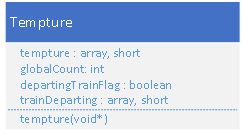 Tempture
tempture : array, short
globalCount: int
departingTrainFlag : boolean
trainDeparting : array, short
tempture(void*)